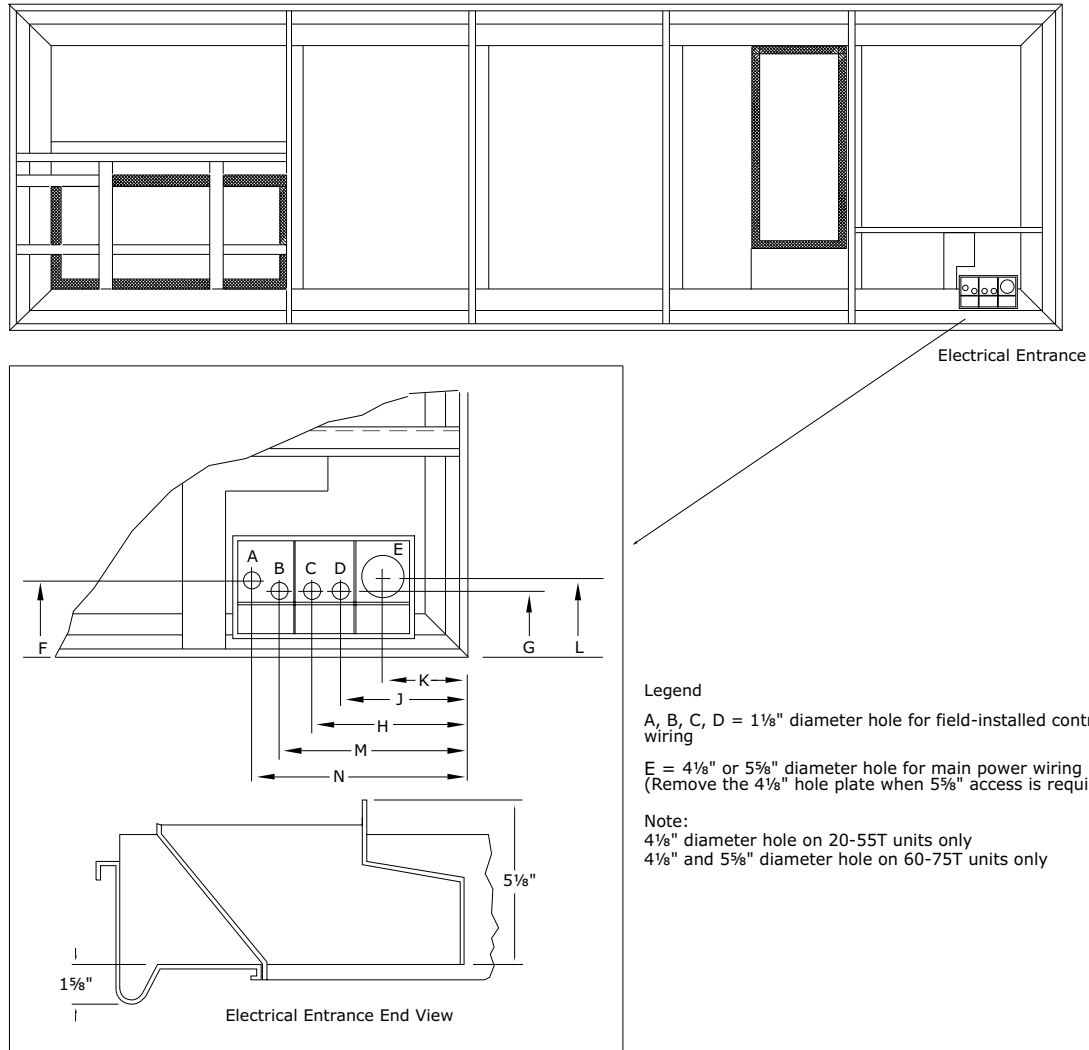 Electrical Entrance
A
B
C
D
E
F
G
L
K
J
H
M
N
5⅛"
1⅝"
Electrical Entrance End View
Legend
A, B, C, D = 1⅛" diameter hole for field-installed
wiring
E = 4⅛" or 5⅝" diameter hole for main power wiring
(Remove the 4⅛" hole plate when 5⅝" access is
Note:
4⅛" diameter hole on 20-55T units only
4⅛" and 5⅝" diameter hole on 60-75T units only